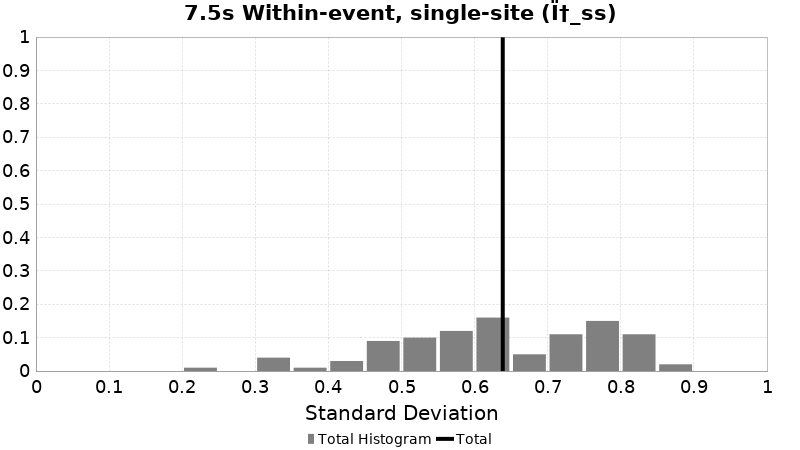 7.5s Within-event, single-site (Ï†_ss)
1
0.9
0.8
0.7
0.6
0.5
0.4
0.3
0.2
0.1
0
0 0.1 0.2 0.3 0.4 0.5 0.6 0.7 0.8 0.9 1
Standard Deviation
Total Histogram Total